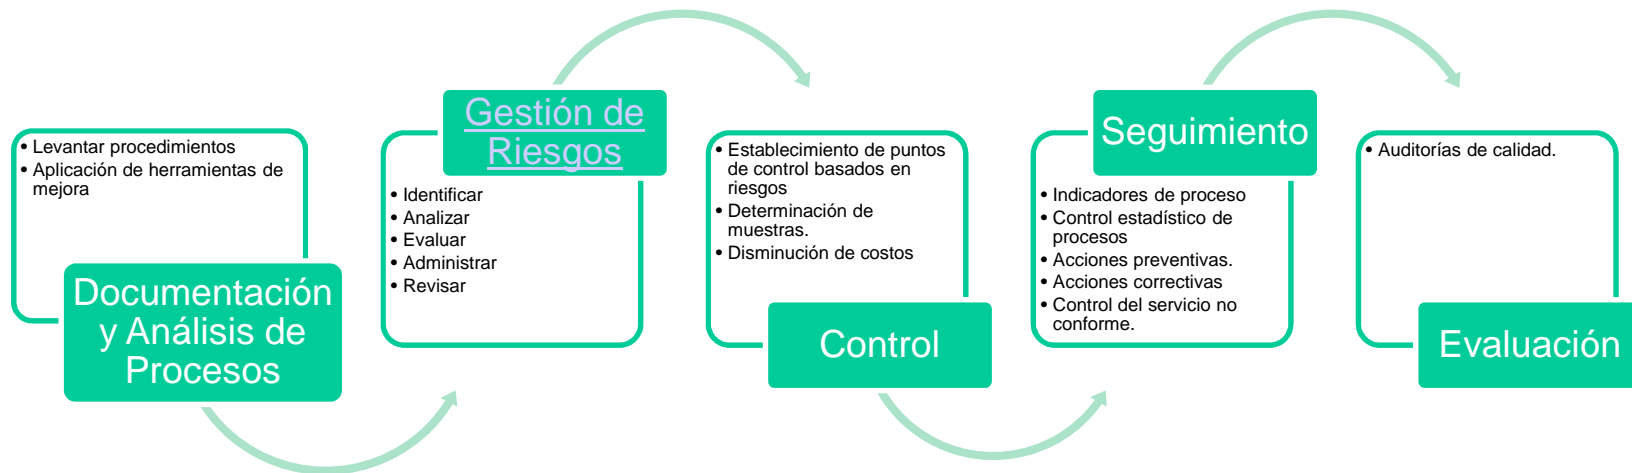 • Levantar procedimientos
• Aplicación de herramientas de
mejora
Documentación
y Análisis de
Procesos
Gestión de
Riesgos
• Identificar
• Analizar
• Evaluar
• Administrar
• Revisar
• Establecimiento de puntos
de control basados en
riesgos
• Determinación de
muestras.
• Disminución de costos
Control
Seguimiento
• Indicadores de proceso
• Control estadístico de
procesos
• Acciones preventivas.
• Acciones correctivas
• Control del servicio no
conforme.
• Auditorías de calidad.
Evaluación